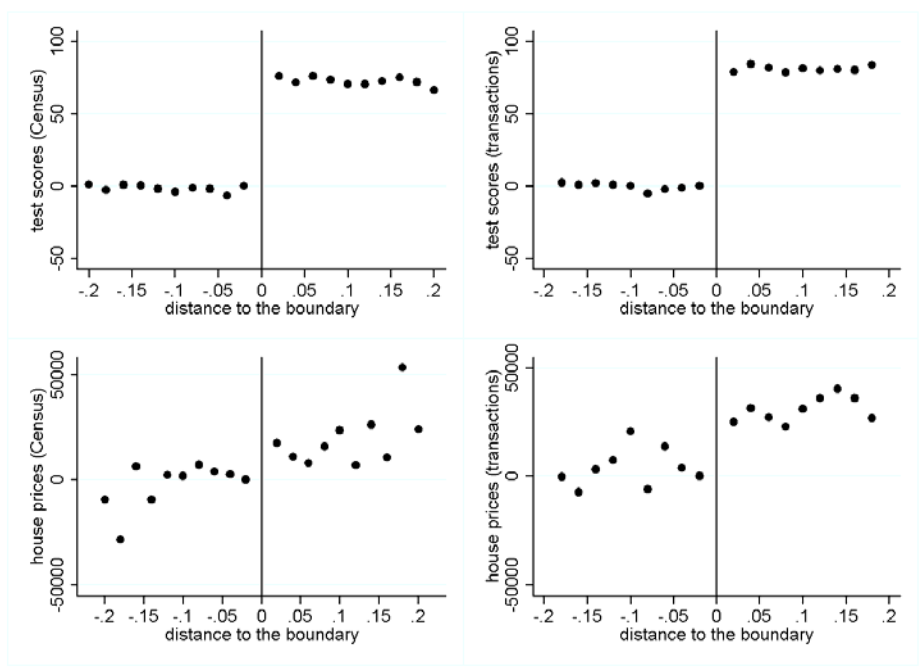 test scores (Census)
100
50
0
-50
-.2 -.15 -.1 -.05 0 .05 .1 .15 .2
distance to the boundary
test scores (transactions)
100
50
0
-50
-.2 -.15 -.1 -.05 0 .05 .1 .15 .2
distance to the boundary
house prices (Census)
50000
0
-50000
-.2 -.15 -.1 -.05 0 .05 .1 .15 .2
distance to the boundary
house prices (transactions)
50000
0
-50000
-.2 -.15 -.1 -.05 0 .05 .1 .15 .2
distance to the boundary